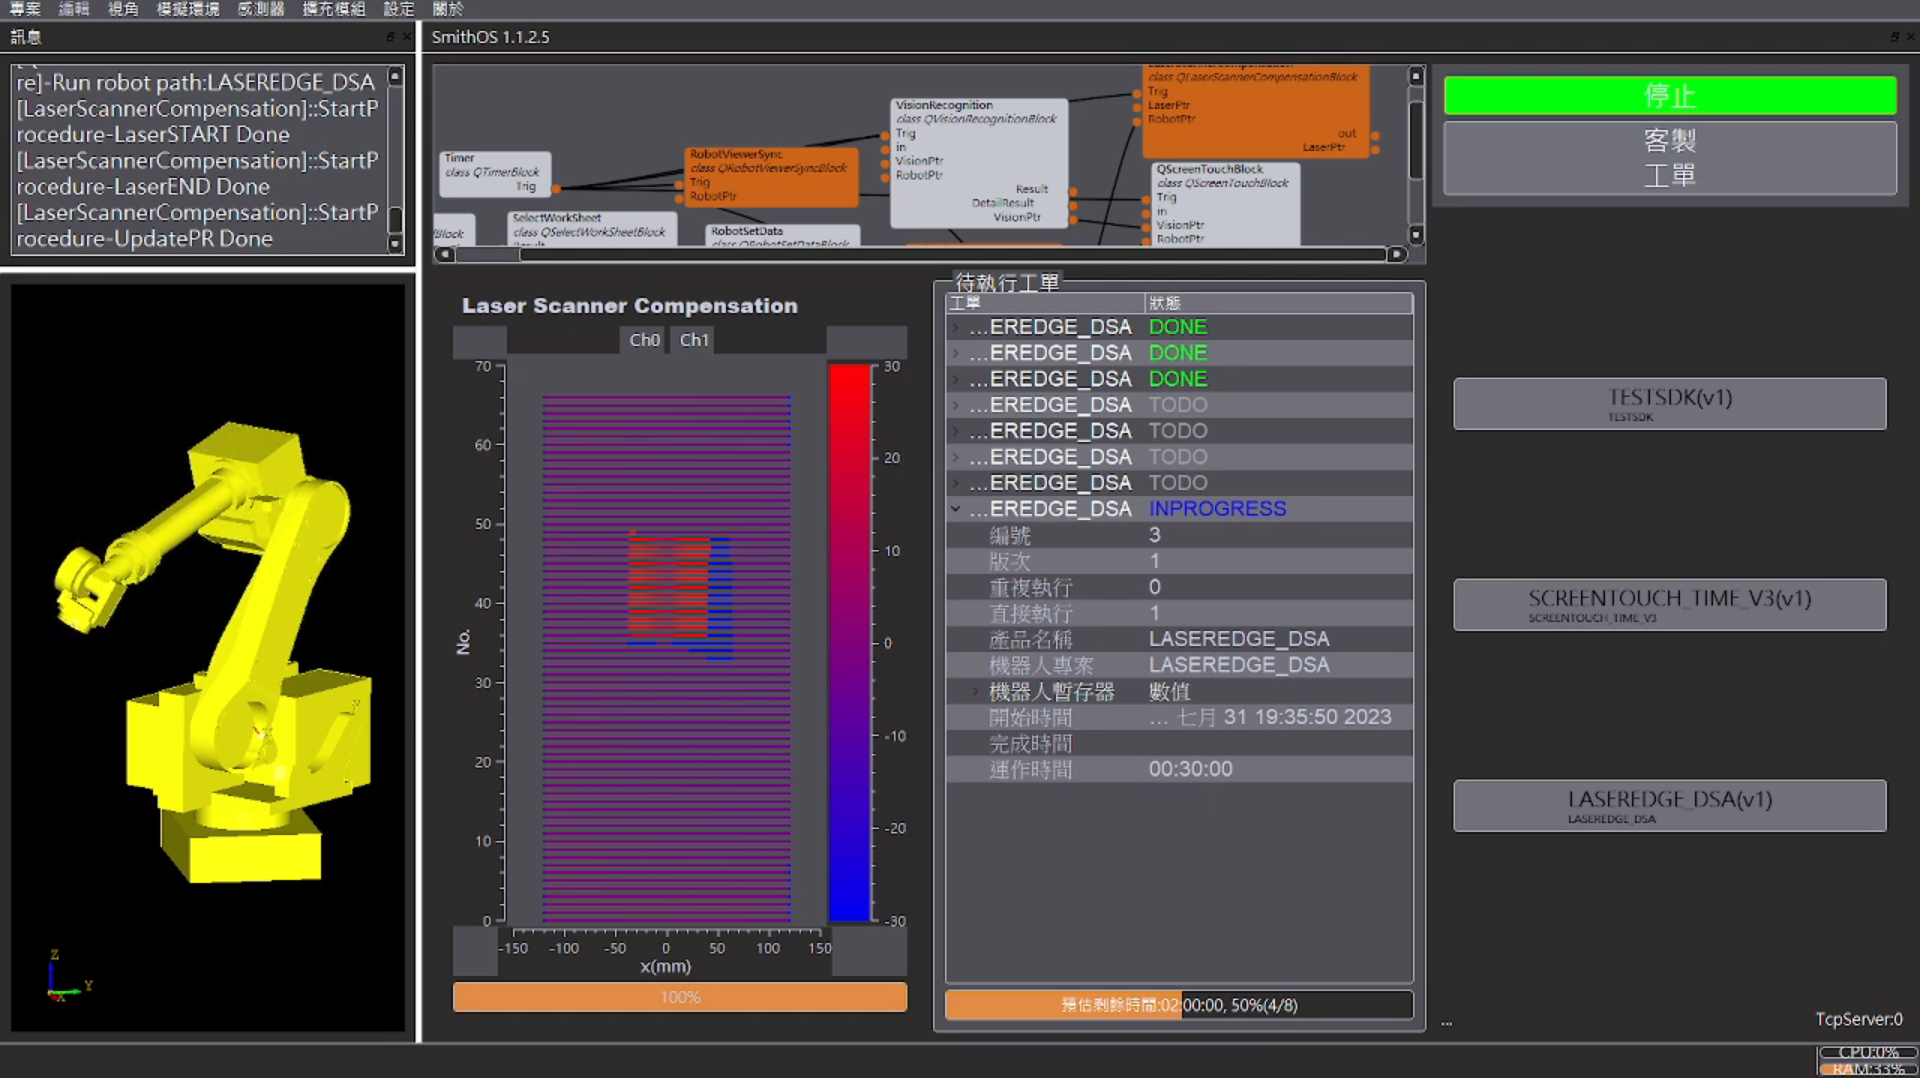 專案 編輯 視角 模擬環境 感測器 擴充模組 設定 關於
訊息
SmithOS 1.1.2.5
re]-Run robot path:LASEREDGE_DSA
[LaserScannerCompensation]::StartP
rocedure-LaserSTART Done
[LaserScannerCompensation]::StartP
rocedure-LaserEND Done
[LaserScannerCompensation]::StartP
rocedure-UpdatePR Done
Timer
class QTimerBlock
Trig
RobotViewerSync
class QRobotViewerSyncBlock
Trig
RobotPtr
SelectWorkSheet
class QSelectWorkSheetBlock
RobotSetData
class QRobotSetDataBlock
VisionRecognition
class QVisionRecognitionBlock
Trig
in
VisionPtr
RobotPtr
Result
DetailResult
VisionPtr
class QLaserScannerCompensationBlock
Trig
LaserPtr
RobotPtr
out
LaserPtr
QScreenTouchBlock
class QScreenTouchBlock
Trig
in
VisionPtr
RobotPtr
停止
客製
工單
Laser Scanner Compensation
Ch0 Ch1
70
60
50
40
30
20
10
0
No.
-150 -100 -50 0 50 100 150
x(mm)
30
20
10
0
-10
-20
-30
100%
待執行工單
工單 狀態
...EREDGE_DSA DONE
...EREDGE_DSA DONE
...EREDGE_DSA DONE
...EREDGE_DSA TODO
...EREDGE_DSA TODO
...EREDGE_DSA TODO
...EREDGE_DSA TODO
...EREDGE_DSA INPROGRESS
編號 3
版次 1
重複執行 0
直接執行 1
產品名稱 LASEREDGE_DSA
機器人專案 LASEREDGE_DSA
機器人暫存器 數值
開始時間 ... 七月 31 19:35:50 2023
完成時間
運作時間 00:30:00
預估剩餘時間:02:00:00, 50%(4/8)
TESTSDK(v1)
TESTSDK
SCREENTOUCH_TIME_V3(v1)
SCREENTOUCH_TIME_V3
LASEREDGE_DSA(v1)
LASEREDGE_DSA
...
TcpServer:0
CPU:0%
RAM:33%
Z
Y
X